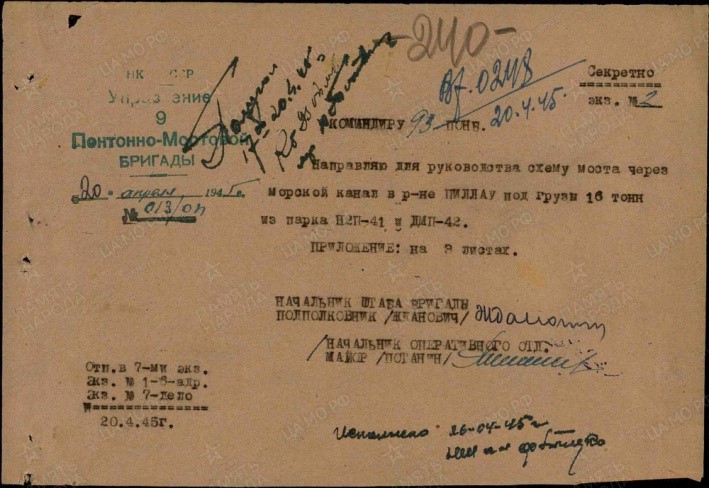 -240-
Вх. 0248
20.4.45.
Секретно
экз. № 2
НК СССР
Управление
9
Понтонно-Мостовой
БРИГАДЫ
"20" апреля 1945 г.
№ 013/оп
КОМАНДИРУ 93 ПОНБ.
Направляю для руководства схему моста через
Морской канал в р-не ПИЛЛАУ под грузы 16 тонн
из парка Н2П-41 и ДМП-42.
ПРИЛОЖЕНИЕ: на 3 листах.
НАЧАЛЬНИК ШТАБА БРИГАДЫ
ПОДПОЛКОВНИК /ЖДАНОВИЧ/
/НАЧАЛЬНИК ОПЕРАТИВНОГО ОТД.
МАЙОР /ПОТАНИН/
Отп. в 7-ми экз.
Экз. № 1-6-адр.
Экз. № 7-дело
20.4.45г.
Исполнено 26-04-45 г